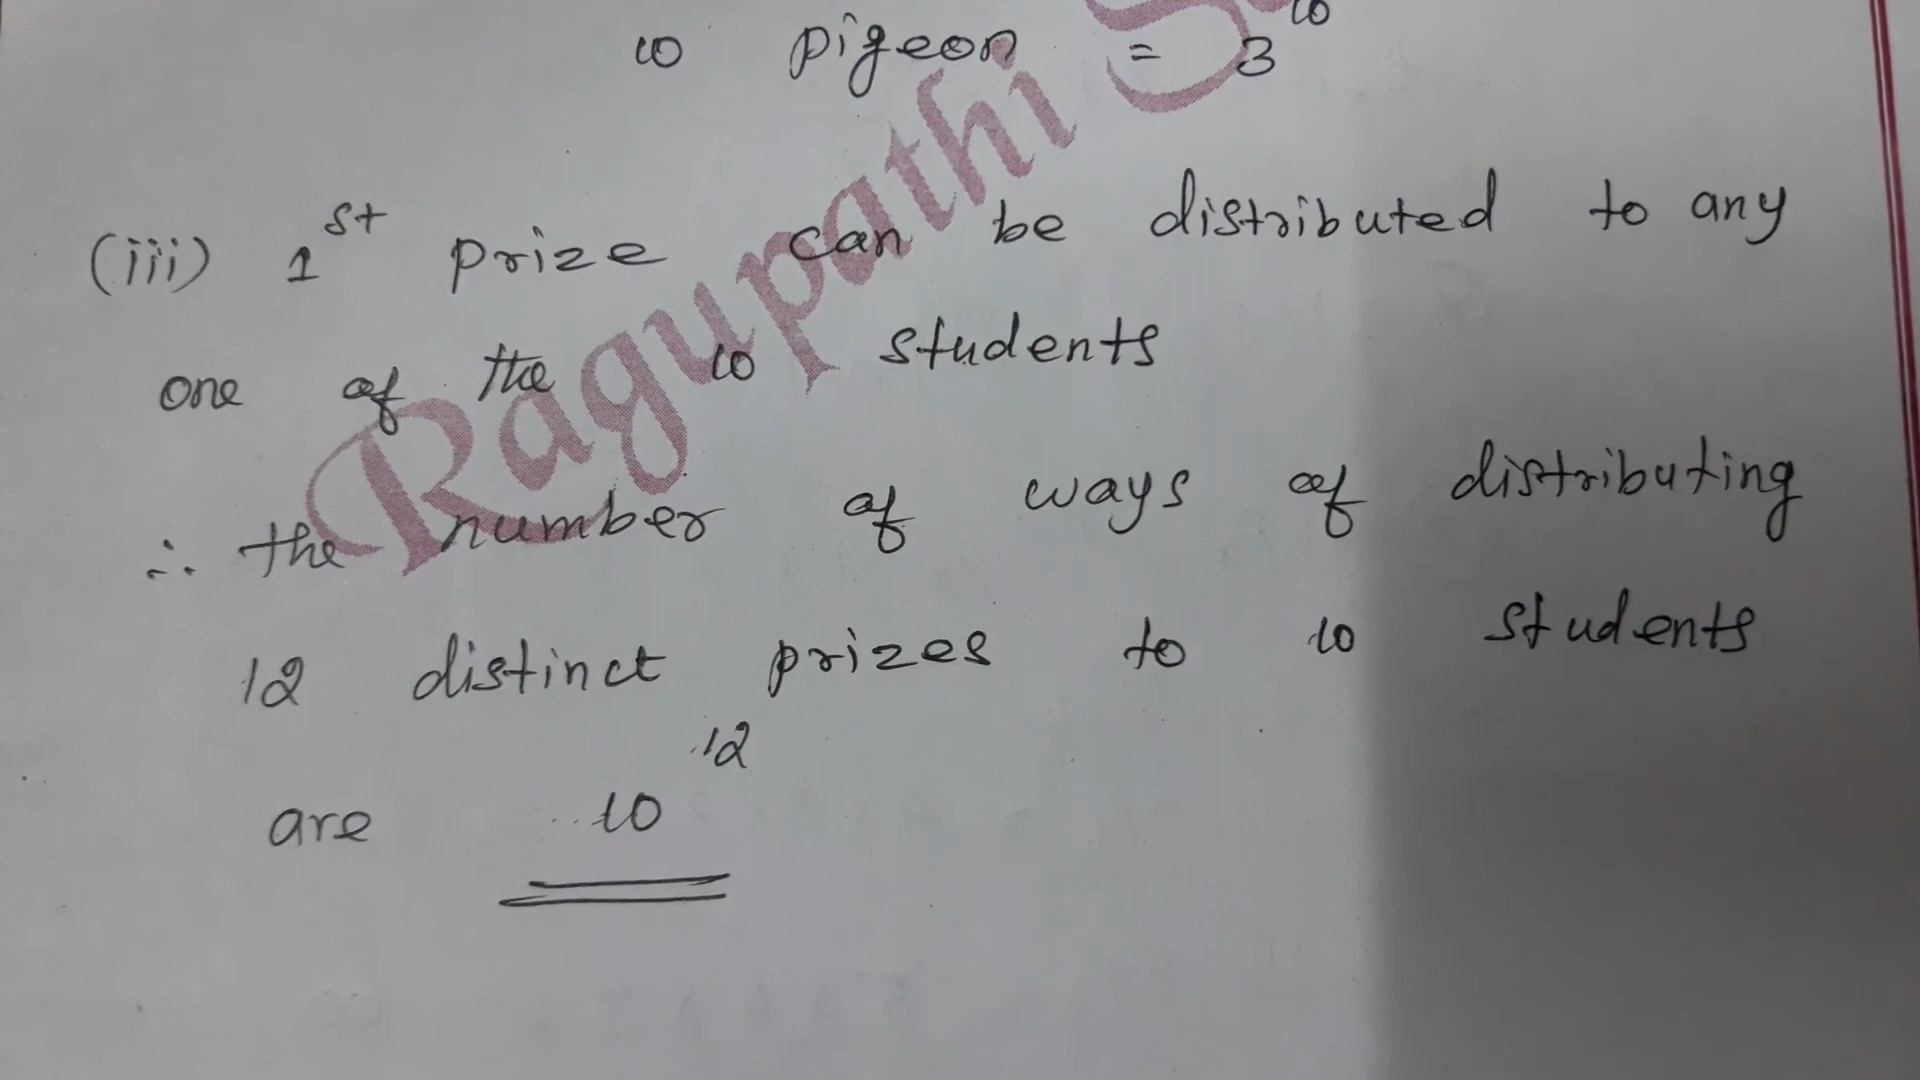 10 pigeon = 3^10
(iii) 1st prize can be distributed to any
one of the 10 students
∴ the number of ways of distributing
12 distinct prizes to 10 students
are 10^12
Ragupathi